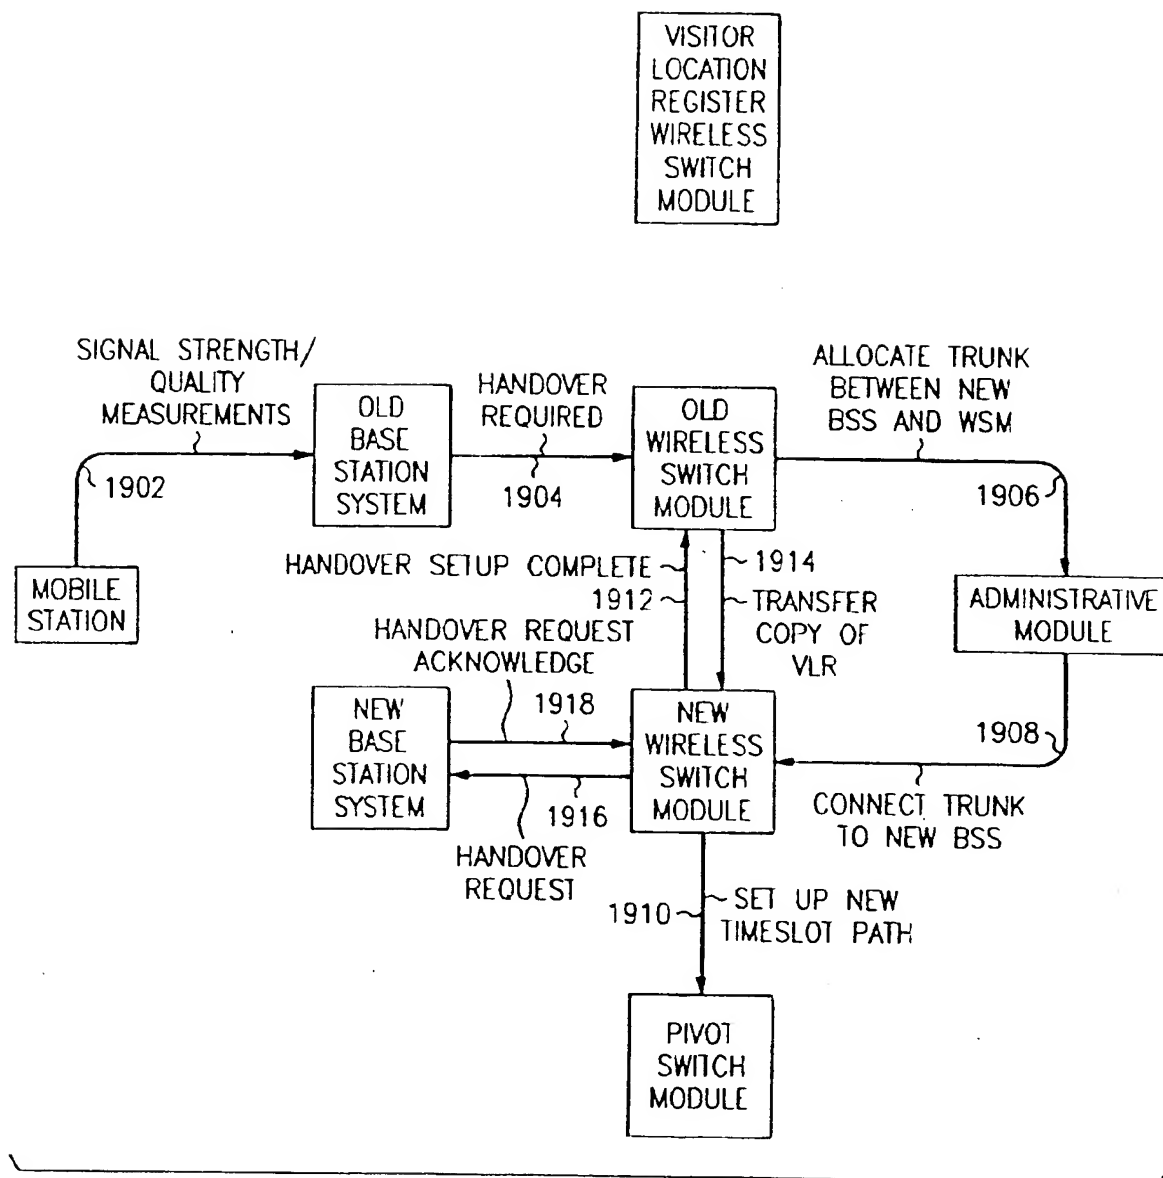 VISITOR
LOCATION
REGISTER
WIRELESS
SWITCH
MODULE
SIGNAL STRENGTH/
QUALITY
MEASUREMENTS
1902
MOBILE
STATION
OLD
BASE
STATION
SYSTEM
HANDOVER
REQUIRED
1904
OLD
WIRELESS
SWITCH
MODULE
ALLOCATE TRUNK
BETWEEN NEW
BSS AND WSM
1906
ADMINISTRATIVE
MODULE
HANDOVER SETUP COMPLETE
1912
1914
TRANSFER
COPY OF
VLR
HANDOVER REQUEST
ACKNOWLEDGE
1918
NEW
BASE
STATION
SYSTEM
1916
HANDOVER
REQUEST
NEW
WIRELESS
SWITCH
MODULE
1908
CONNECT TRUNK
TO NEW BSS
1910
SET UP NEW
TIMESLOT PATH
PIVOT
SWITCH
MODULE